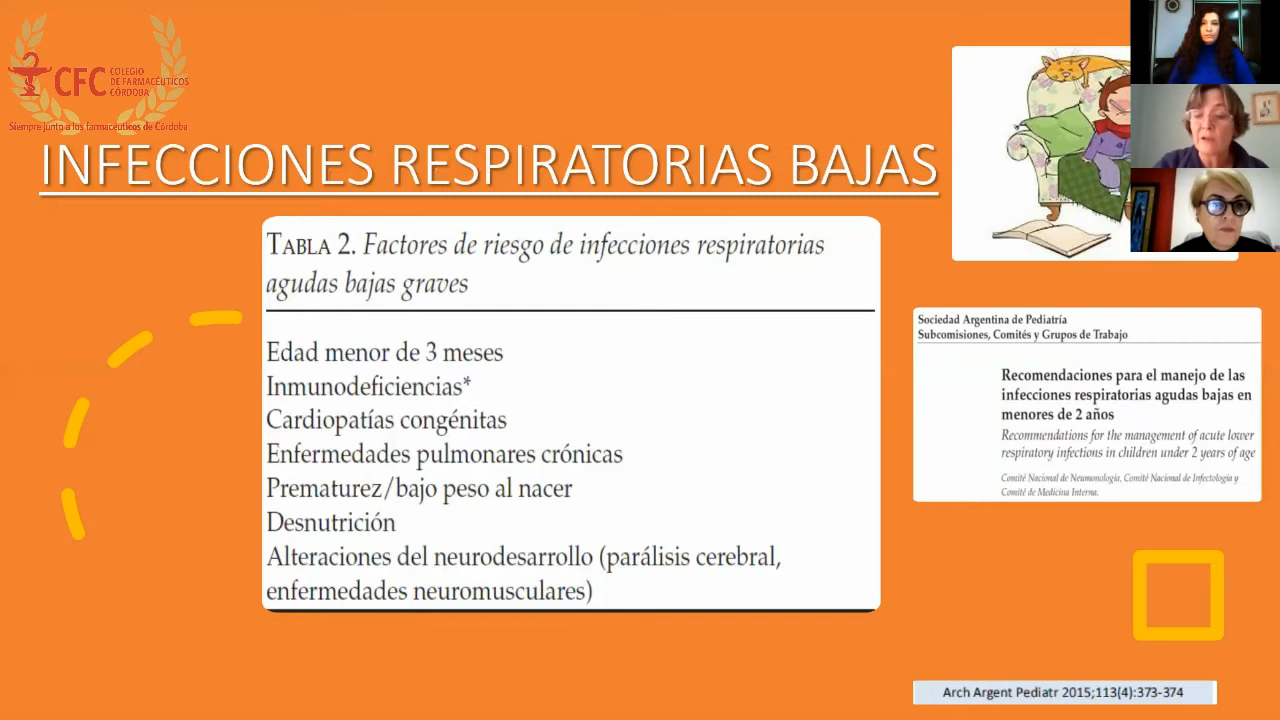 CFC
COLEGIO
DE FARMACÉUTICOS
CÓRDOBA
Siempre junto a los farmacéuticos de Córdoba
INFECCIONES RESPIRATORIAS BAJAS
TABLA 2. Factores de riesgo de infecciones respiratorias
agudas bajas graves
Edad menor de 3 meses
Inmunodeficiencias*
Cardiopatías congénitas
Enfermedades pulmonares crónicas
Prematurez/bajo peso al nacer
Desnutrición
Alteraciones del neurodesarrollo (parálisis cerebral,
enfermedades neuromusculares)
Sociedad Argentina de Pediatría
Subcomisiones, Comités y Grupos de Trabajo
Recomendaciones para el manejo de las
infecciones respiratorias agudas bajas en
menores de 2 años
Recommendations for the management of acute lower
respiratory infections in children under 2 years of age
Comité Nacional de Neumonología, Comité Nacional de Infectología y
Comité de Medicina Interna.
Arch Argent Pediatr 2015;113(4):373-374